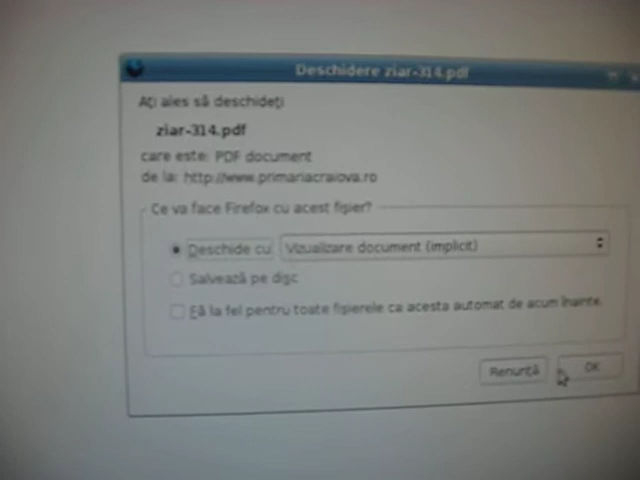 Deschidere ziar-314.pdf
Ați ales să deschideți
ziar-314.pdf
care este: PDF document
de la: http://www.primariacraiova.ro
Ce va face Firefox cu acest fișier?
Deschide cu
Vizualizare document (implicit)
Salvează pe disc
Fă la fel pentru toate fișierele ca acesta automat de acum înainte.
Renunță
OK